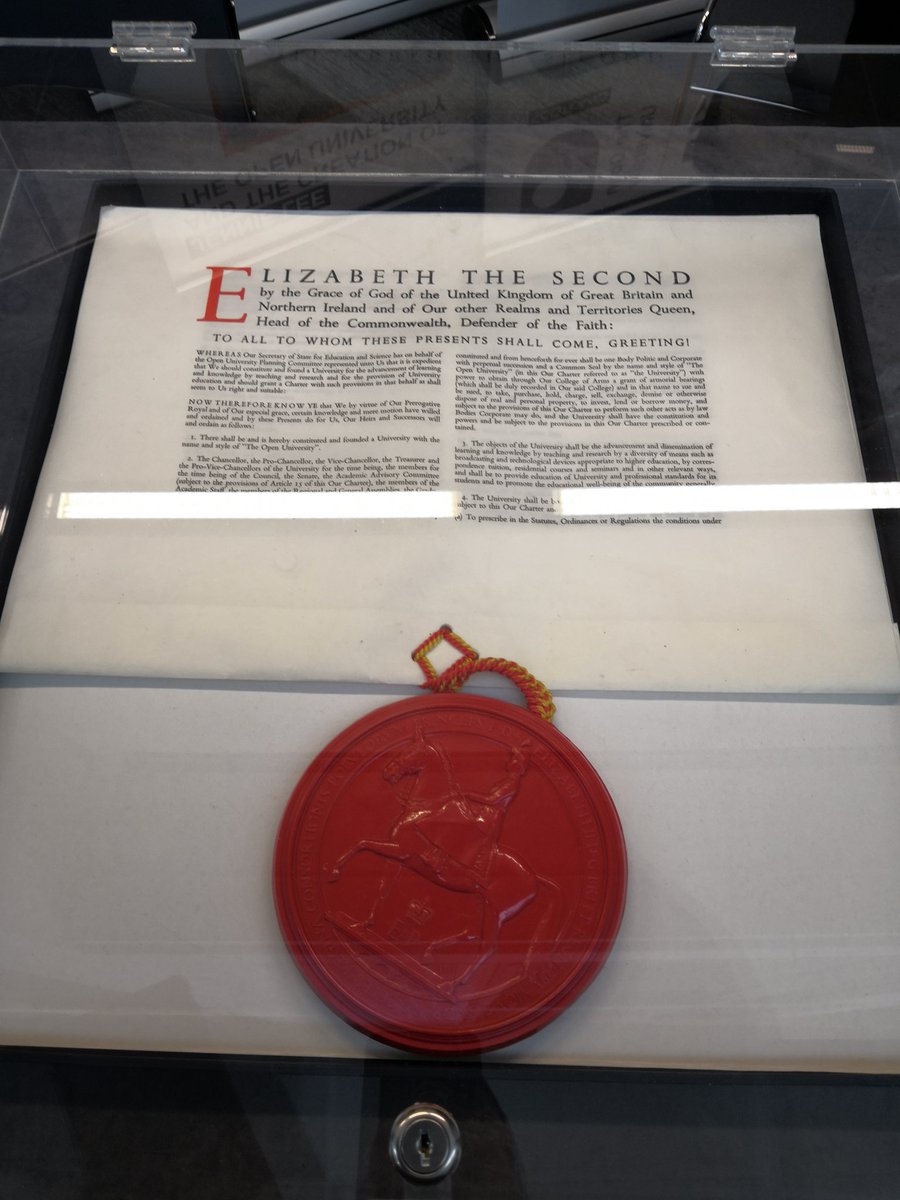 ELIZABETH THE SECOND
by the Grace of God of the United Kingdom of Great Britain and
Northern Ireland and of Our other Realms and Territories Queen,
Head of the Commonwealth, Defender of the Faith:
TO ALL TO WHOM THESE PRESENTS SHALL COME, GREETING!
WHEREAS Our Secretary of State for Education and Science has on behalf of
the Open University Planning Committee represented unto Us that it is expedient
that We should constitute and found a University for the advancement of learning
and knowledge by teaching and research and for the provision of University
education and should grant a Charter with such provisions in that behalf as shall
seem to Us right and suitable:
NOW THEREFORE KNOW YE that We by virtue of Our Prerogative
Royal and of Our especial grace, certain knowledge and mere motion have willed
and ordained and by these Presents do for Us, Our Heirs and Successors will
and ordain as follows:
1. There shall be and is hereby constituted and founded a University with the
name and style of "The Open University".
2. The Chancellor, the Pro-Chancellor, the Vice-Chancellor, the Treasurer and
the Pro-Vice-Chancellors of the University for the time being, the members for
the time being of the Council, the Senate, the Academic Advisory Committee
(subject to the provisions of Article 15 of this Our Charter), the members of the
Academic Staff, the members of the Regional and General Assemblies, the
constituted and from henceforth for ever shall be one Body Politic and Corporate
with perpetual succession and a Common Seal by the name and style of "The
Open University" (in this Our Charter referred to as "the University") with
power to obtain through Our College of Arms a grant of armorial bearings
(which shall be duly recorded in Our said College) and in that name to sue and
be sued, to take, purchase, hold, charge, sell, exchange, demise or otherwise
dispose of real and personal property, to invest, lend or borrow money, and
subject to the provisions of this Our Charter to perform such other acts as by law
Bodies Corporate may do, and the University shall have the constitution and
powers and be subject to the provisions in this Our Charter prescribed or con-
tained.
3. The objects of the University shall be the advancement and dissemination of
learning and knowledge by teaching and research by a diversity of means such as
broadcasting and technological devices appropriate to higher education, by corres-
pondence tuition, residential courses and seminars and in other relevant ways,
and shall be to provide education of University and professional standards for its
students and to promote the educational well-being of the community generally.
4. The University shall be
subject to this Our Charter
(a) To prescribe in the Statutes, Ordinances or Regulations the conditions under
THE OPEN UNIVERSITY
AND THE CREATION OF
JENNIE LEE